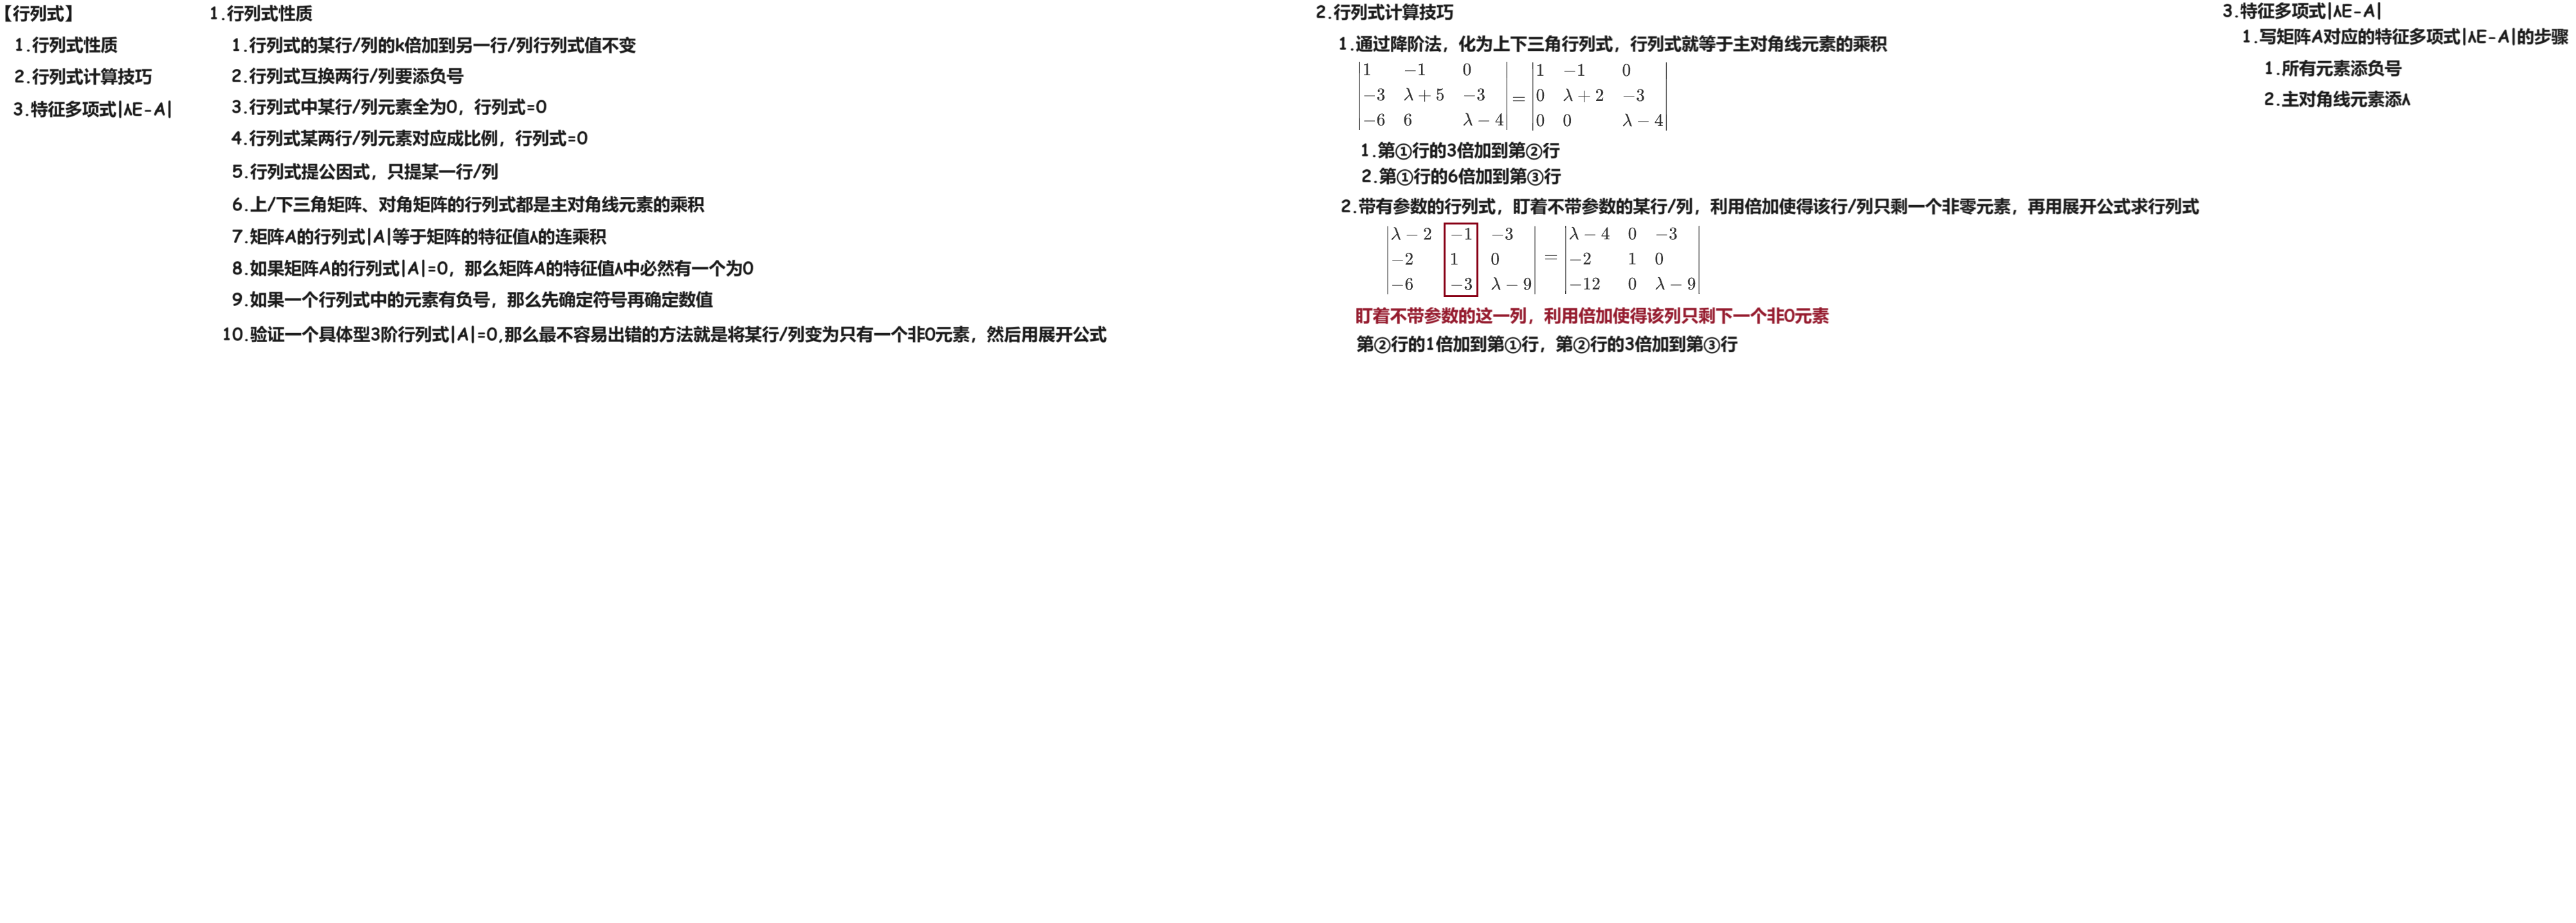 【行列式】
1.行列式性质
2.行列式计算技巧
3.特征多项式|λE-A|
1.行列式性质
1.行列式的某行/列的k倍加到另一行/列行列式值不变
2.行列式互换两行/列要添负号
3.行列式中某行/列元素全为0，行列式=0
4.行列式某两行/列元素对应成比例，行列式=0
5.行列式提公因式，只提某一行/列
6.上/下三角矩阵、对角矩阵的行列式都是主对角线元素的乘积
7.矩阵A的行列式|A|等于矩阵的特征值λ的连乘积
8.如果矩阵A的行列式|A|=0，那么矩阵A的特征值λ中必然有一个为0
9.如果一个行列式中的元素有负号，那么先确定符号再确定数值
10.验证一个具体型3阶行列式|A|=0,那么最不容易出错的方法就是将某行/列变为只有一个非0元素，然后用展开公式
2.行列式计算技巧
1.通过降阶法，化为上下三角行列式，行列式就等于主对角线元素的乘积
|1 −1 0| |1 −1 0|
|−3 λ + 5 −3| = |0 λ + 2 −3|
|−6 6 λ − 4| |0 0 λ − 4|
1.第①行的3倍加到第②行
2.第①行的6倍加到第③行
2.带有参数的行列式，盯着不带参数的某行/列，利用倍加使得该行/列只剩一个非零元素，再用展开公式求行列式
|λ − 2 −1 −3| |λ − 4 0 −3|
|−2 1 0| = |−2 1 0|
|−6 −3 λ − 9| |−12 0 λ − 9|
盯着不带参数的这一列，利用倍加使得该列只剩下一个非0元素
第②行的1倍加到第①行，第②行的3倍加到第③行
3.特征多项式|λE-A|
1.写矩阵A对应的特征多项式|λE-A|的步骤
1.所有元素添负号
2.主对角线元素添λ